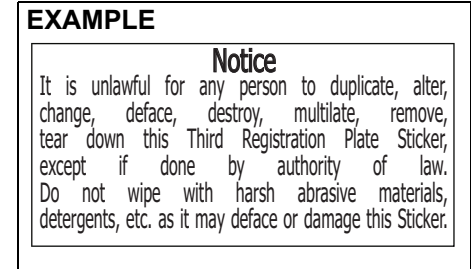 EXAMPLE
Notice
It is unlawful for any person to duplicate, alter,
change, deface, destroy, multilate, remove,
tear down this Third Registration Plate Sticker,
except if done by authority of law.
Do not wipe with harsh abrasive materials,
detergents, etc. as it may deface or damage this Sticker.